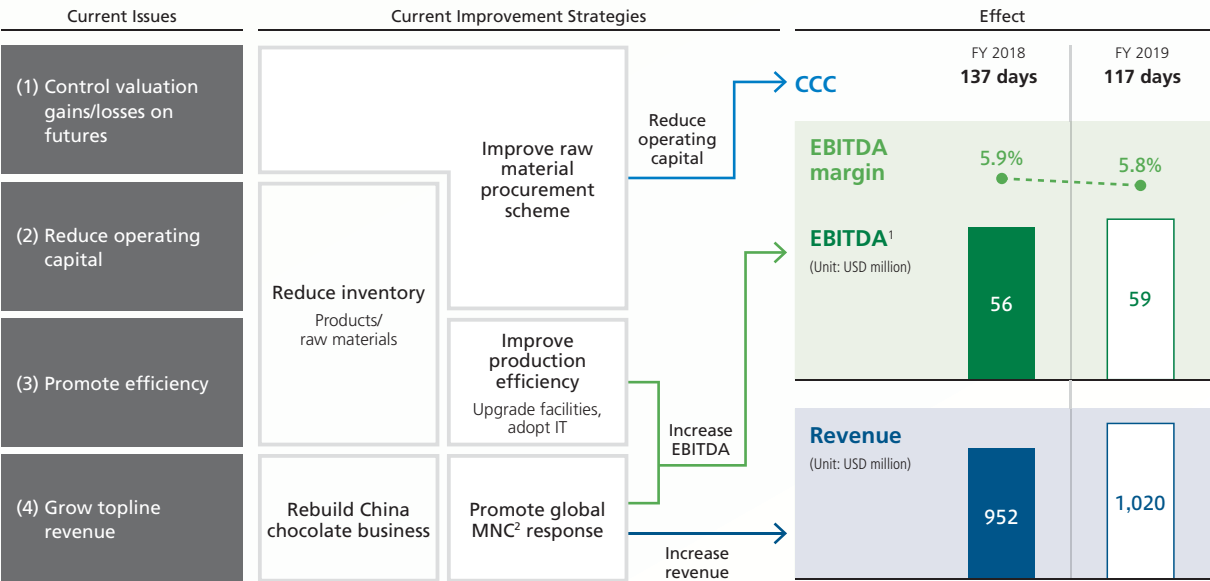 Current Issues
Current Improvement Strategies
Effect
(1) Control valuation
gains/losses on
futures
(2) Reduce operating
capital
(3) Promote efficiency
(4) Grow topline
revenue
Improve raw
material
procurement
scheme
Reduce inventory
Products/
raw materials
Improve
production
efficiency
Upgrade facilities,
adopt IT
Rebuild China
chocolate business
Promote global
MNC² response
Reduce
operating
capital
Increase
EBITDA
Increase
revenue
CCC
FY 2018
137 days
FY 2019
117 days
EBITDA
margin
5.9%
5.8%
EBITDA¹
(Unit: USD million)
56
59
Revenue
(Unit: USD million)
952
1,020